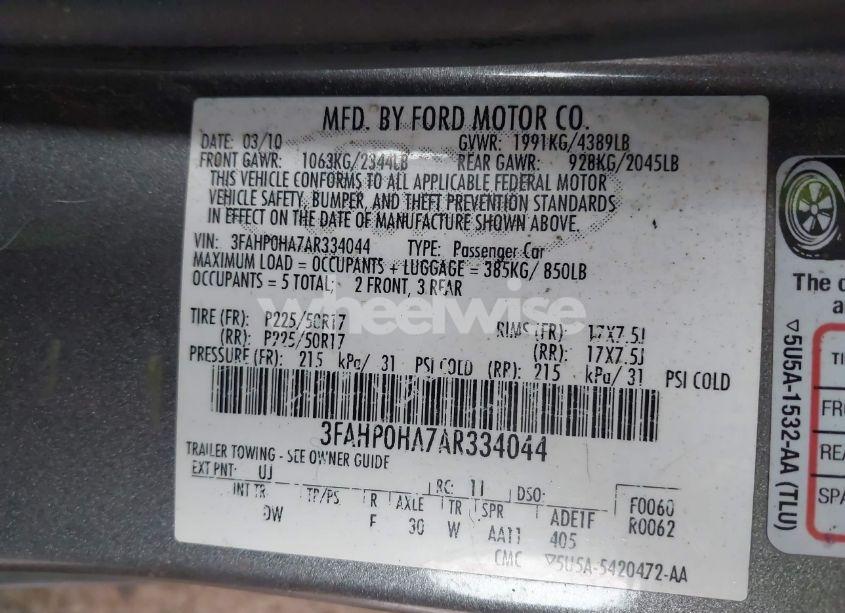 MFD. BY FORD MOTOR CO.
DATE: 03/10 GVWR: 1991KG/4389LB
FRONT GAWR: 1063KG/2344LB REAR GAWR: 928KG/2045LB
THIS VEHICLE CONFORMS TO ALL APPLICABLE FEDERAL MOTOR
VEHICLE SAFETY, BUMPER, AND THEFT PREVENTION STANDARDS
IN EFFECT ON THE DATE OF MANUFACTURE SHOWN ABOVE.
VIN: 3FAHP0HA7AR334044 TYPE: Passenger Car
MAXIMUM LOAD = OCCUPANTS + LUGGAGE = 385KG/ 850LB
OCCUPANTS = 5 TOTAL; 2 FRONT, 3 REAR
wheelwise
TIRE (FR): P225/50R17 RIMS (FR): 17X7.5J
(RR): P225/50R17 (RR): 17X7.5J
PRESSURE (FR): 215 kPa/ 31 PSI COLD (RR): 215 kPa/ 31 PSI COLD
3FAHP0HA7AR334044
TRAILER TOWING - SEE OWNER GUIDE
EXT PNT: UJ RC: 11 DSO: F0060
INT TR TP/PS R AXLE TR SPR ADE1F R0062
DW F 30 W AA11 405
CMC ▽5U5A-5420472-AA
The
a
TI
FRO
REA
SPA
▽5U5A-1532-AA (TLU)